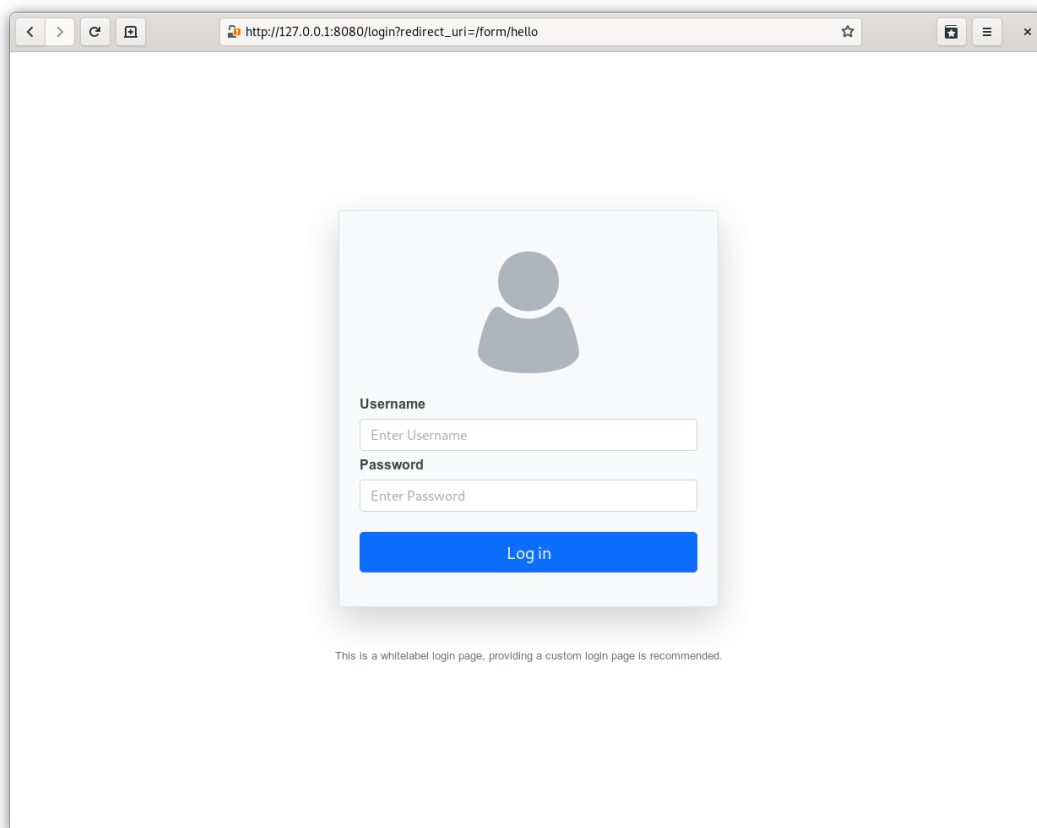 http://127.0.0.1:8080/login?redirect_uri=/form/hello
Username
Enter Username
Password
Enter Password
Log in
This is a whitelabel login page, providing a custom login page is recommended.